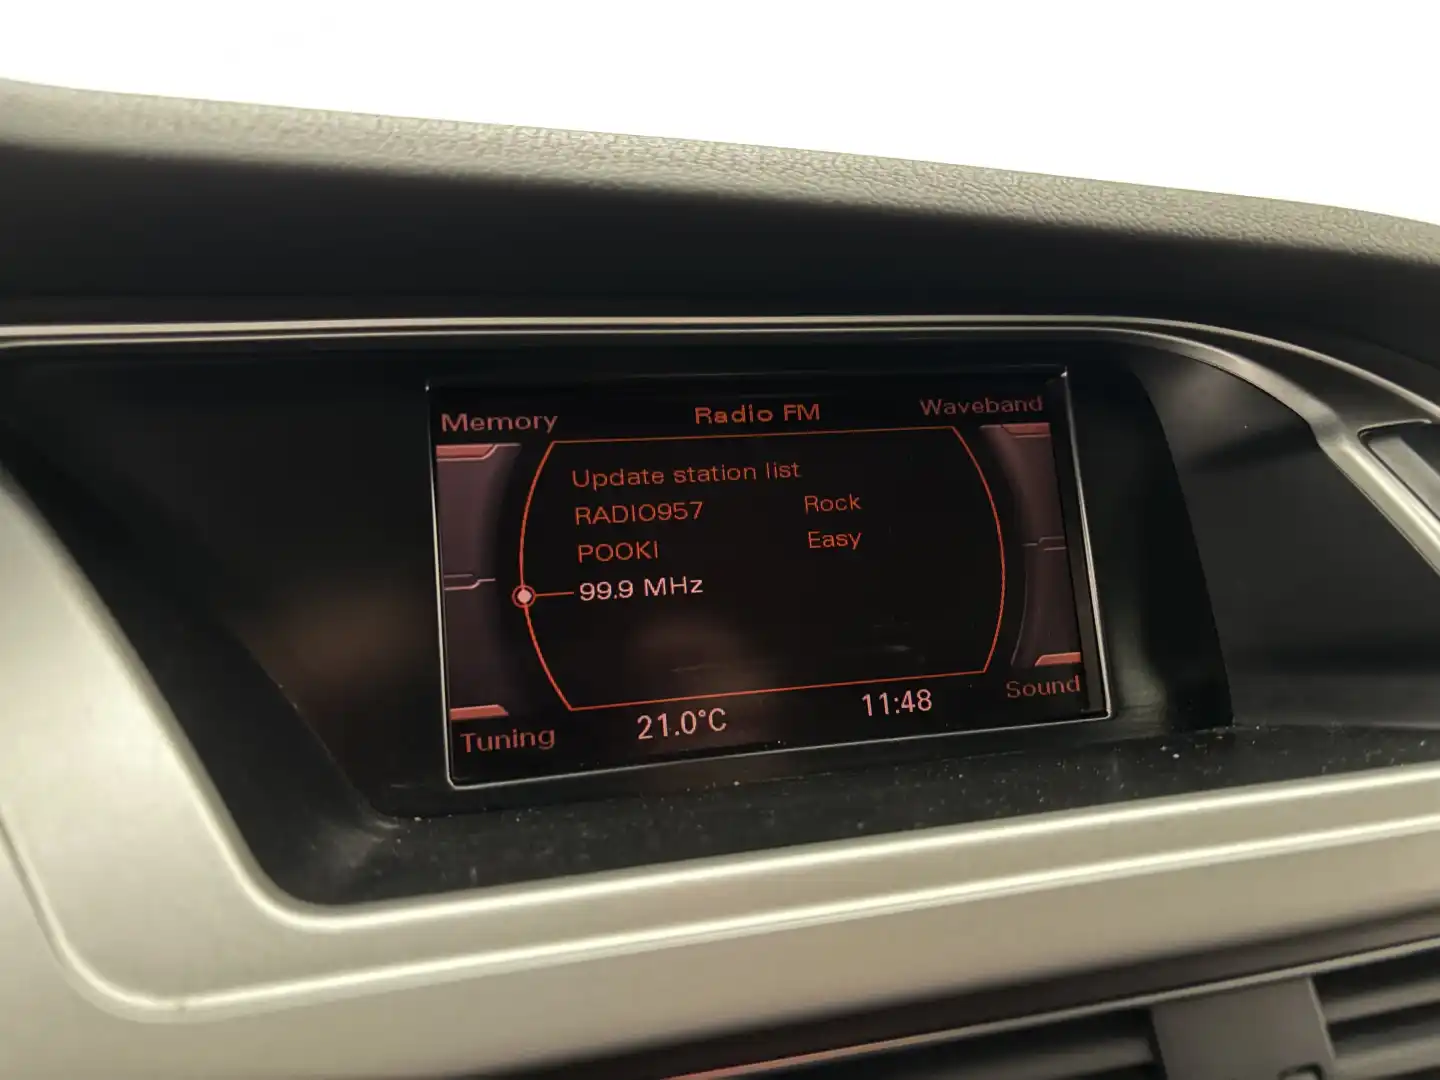 Memory Radio FM Waveband
Update station list
RADIO957 Rock
POOKI Easy
99.9 MHz
Tuning 21.0°C 11:48 Sound